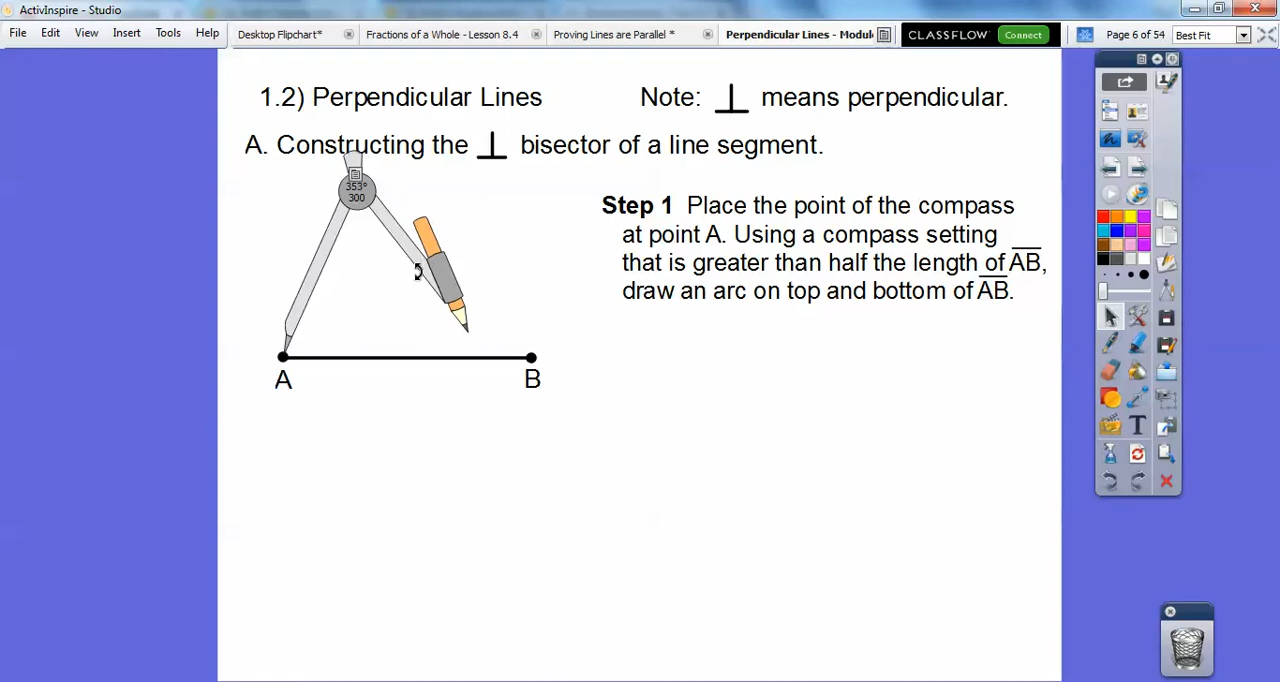 ActivInspire - Studio
File Edit View Insert Tools Help
Desktop Flipchart* Fractions of a Whole - Lesson 8.4 Proving Lines are Parallel * Perpendicular Lines - Modul
CLASSFLOW Connect
Page 6 of 54 Best Fit
1.2) Perpendicular Lines Note: ⊥ means perpendicular.
A. Constructing the ⊥ bisector of a line segment.
353°
300
Step 1 Place the point of the compass
at point A. Using a compass setting
that is greater than half the length of AB,
draw an arc on top and bottom of AB.
A B
T